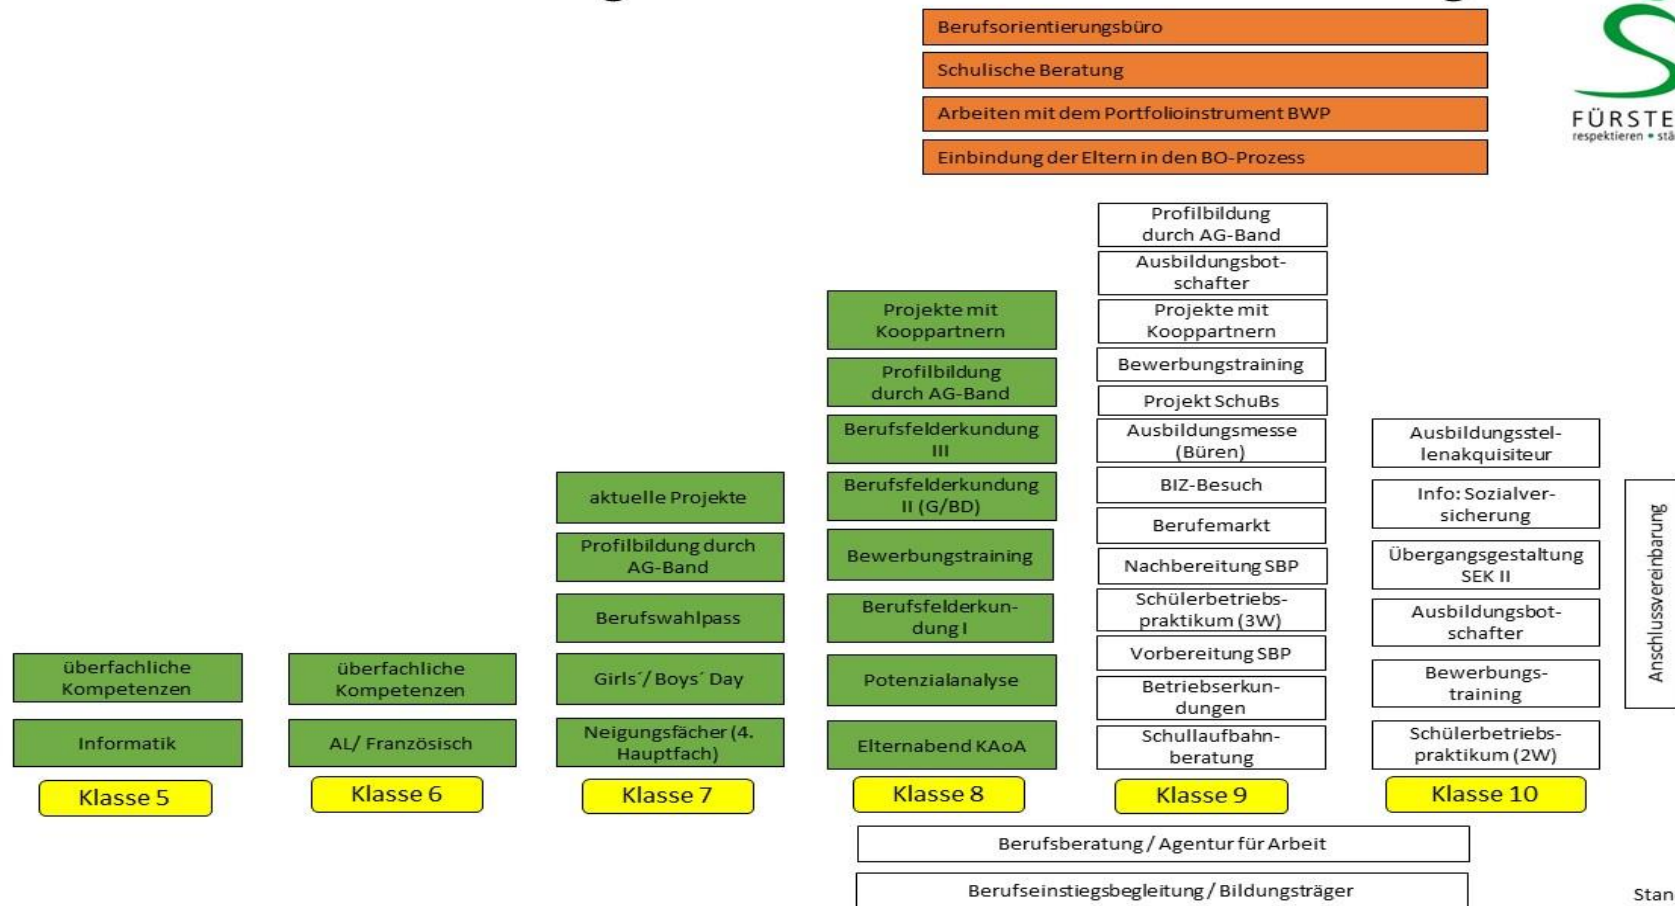 Berufsorientierungsbüro
Schulische Beratung
Arbeiten mit dem Portfolioinstrument BWP
Einbindung der Eltern in den BO-Prozess
respektieren
überfachliche
Kompetenzen
Informatik
Klasse 5
überfachliche
Kompetenzen
AL/ Französisch
Klasse 6
aktuelle Projekte
Profilbildung durch
AG-Band
Berufswahlpass
Girls´/ Boys´ Day
Neigungsfächer (4.
Hauptfach)
Klasse 7
Projekte mit
Kooppartnern
Profilbildung
durch AG-Band
Berufsfelderkundung
III
Berufsfelderkundung
II (G/BD)
Bewerbungstraining
Berufsfelderkun-
dung I
Potenzialanalyse
Elternabend KAoA
Klasse 8
Profilbildung
durch AG-Band
Ausbildungsbot-
schafter
Projekte mit
Kooppartnern
Bewerbungstraining
Projekt SchuBs
Ausbildungsmesse
(Büren)
BIZ-Besuch
Berufemarkt
Nachbereitung SBP
Schülerbetriebs-
praktikum (3W)
Vorbereitung SBP
Betriebserkun-
dungen
Schullaufbahn-
beratung
Klasse 9
Ausbildungsstel-
lenakquisiteur
Info: Sozialver-
sicherung
Übergangsgestaltung
SEK II
Ausbildungsbot-
schafter
Bewerbungs-
training
Schülerbetriebs-
praktikum (2W)
Klasse 10
Anschlussvereinbarung
Berufsberatung / Agentur für Arbeit
Berufseinstiegsbegleitung / Bildungsträger